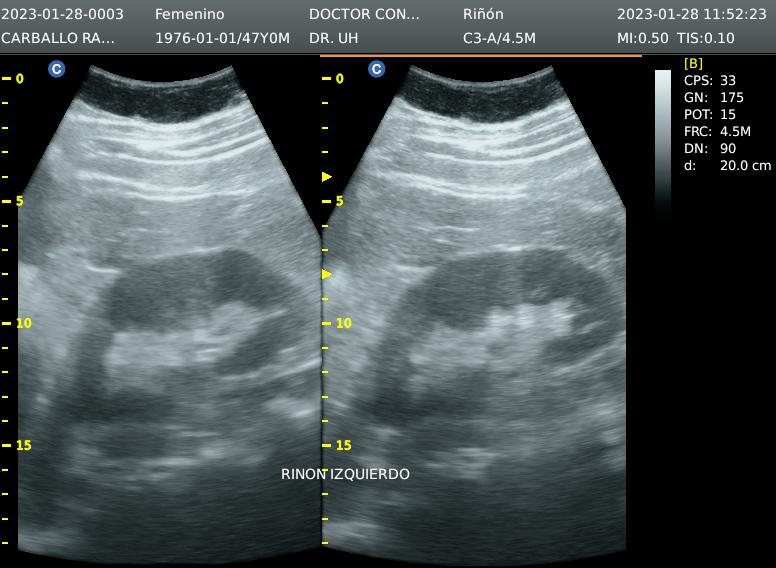 2023-01-28-0003 Femenino DOCTOR CON... Riñón 2023-01-28 11:52:23
CARBALLO RA... 1976-01-01/47Y0M DR. UH C3-A/4.5M MI:0.50 TIS:0.10
C C [B]
0 0 CPS: 33
GN: 175
POT: 15
FRC: 4.5M
DN: 90
d: 20.0 cm
5 5
10 10
15 15
RINON IZQUIERDO